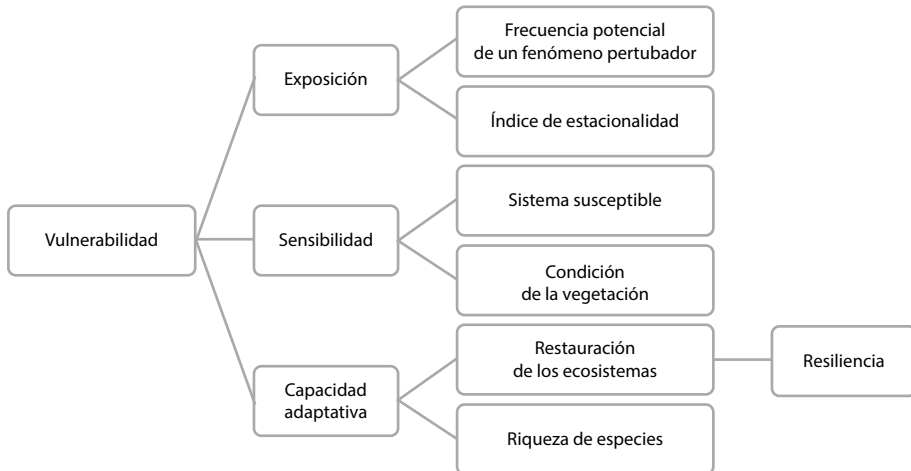 Vulnerabilidad
Exposición
Frecuencia potencial
de un fenómeno pertubador
Índice de estacionalidad
Sensibilidad
Sistema susceptible
Condición
de la vegetación
Capacidad
adaptativa
Restauración
de los ecosistemas
Resiliencia
Riqueza de especies